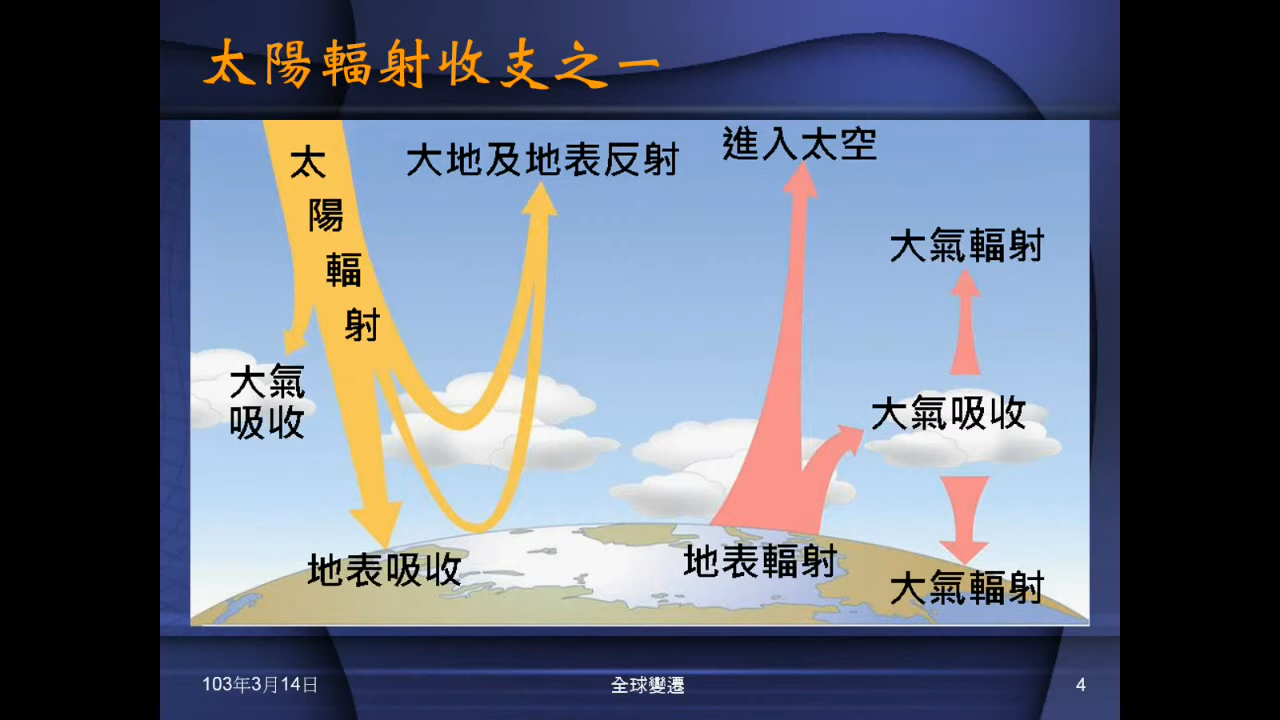 太陽輻射收支之一
太
陽
輻
射
大地及地表反射
進入太空
大氣輻射
大氣
吸收
大氣吸收
地表吸收
地表輻射
大氣輻射
103年3月14日
全球變遷
4